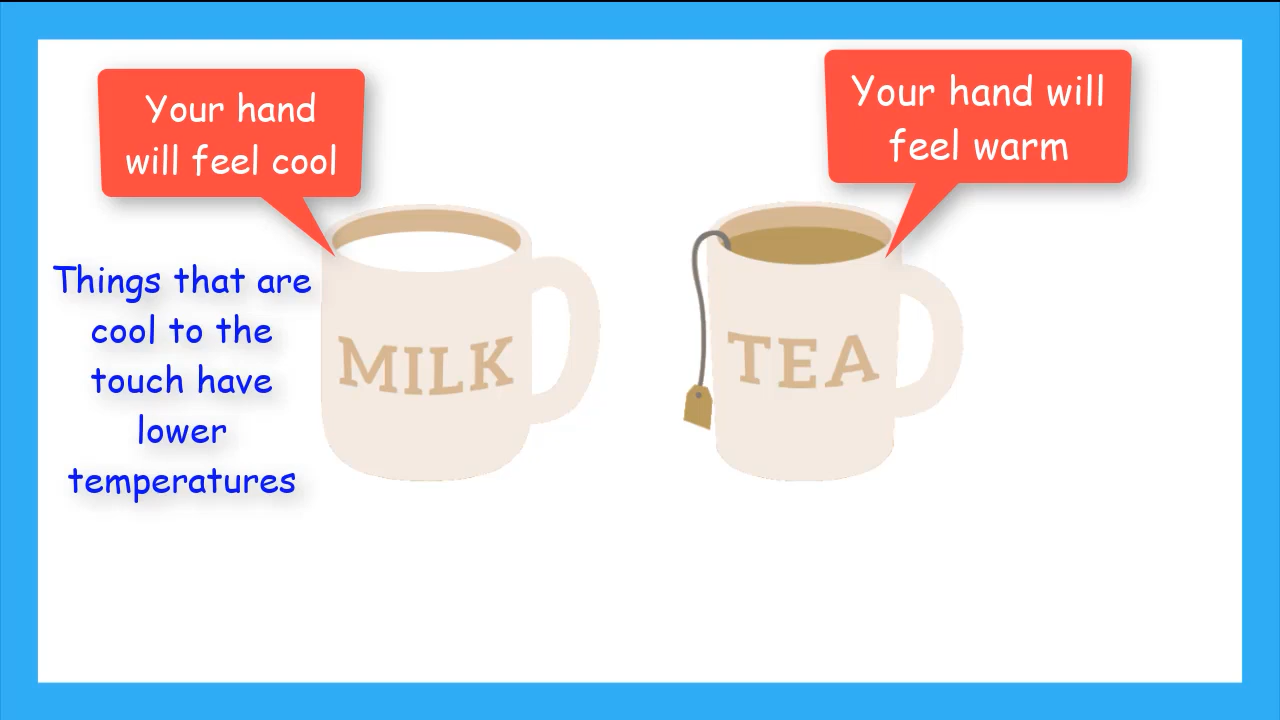 Your hand
will feel cool
Your hand will
feel warm
Things that are
cool to the
touch have
lower
temperatures
MILK
TEA